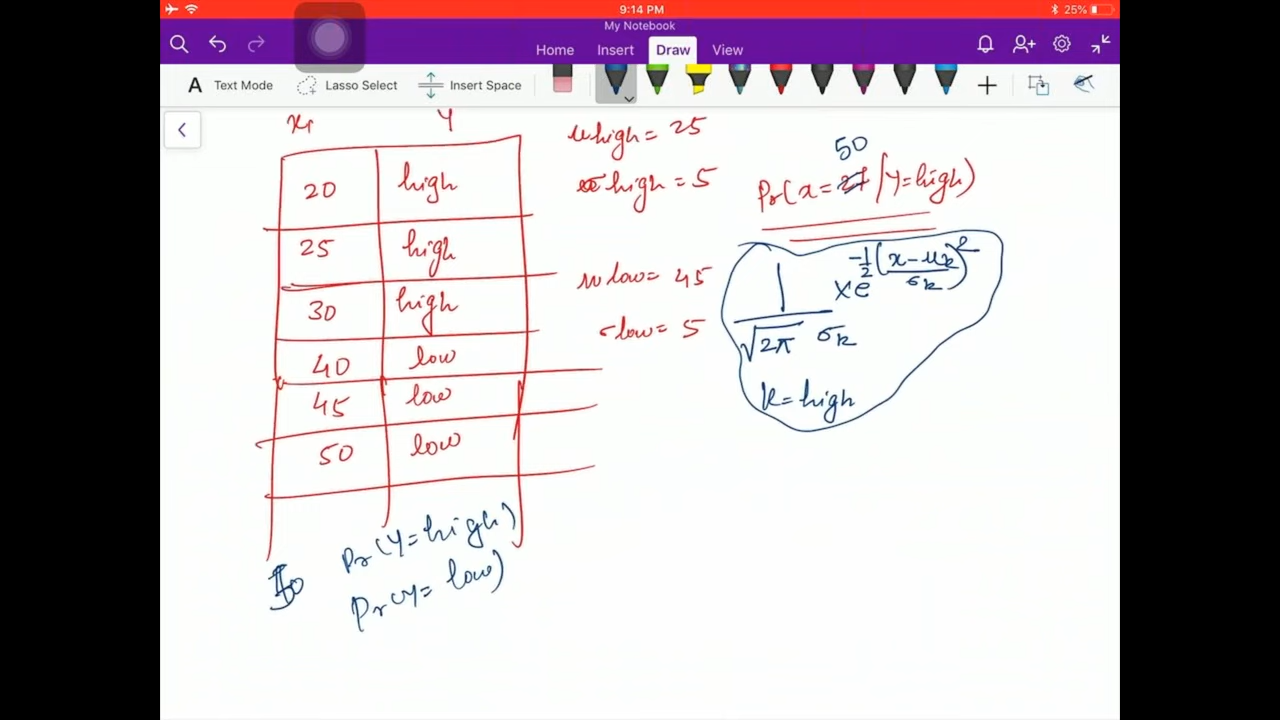 9:14 PM
25%
My Notebook
Home Insert Draw View
A Text Mode Lasso Select Insert Space
x₁ Y
20 high
25 high
30 high
40 low
45 low
50 low
μhigh = 25
σhigh = 5
μlow = 45
σlow = 5
50
Pr(x= /Y=high)
1/(√2π σk) × e^(-1/2 ((x-μk)/σk)^2)
k=high
Pr(Y=high)
Pr(Y=low)